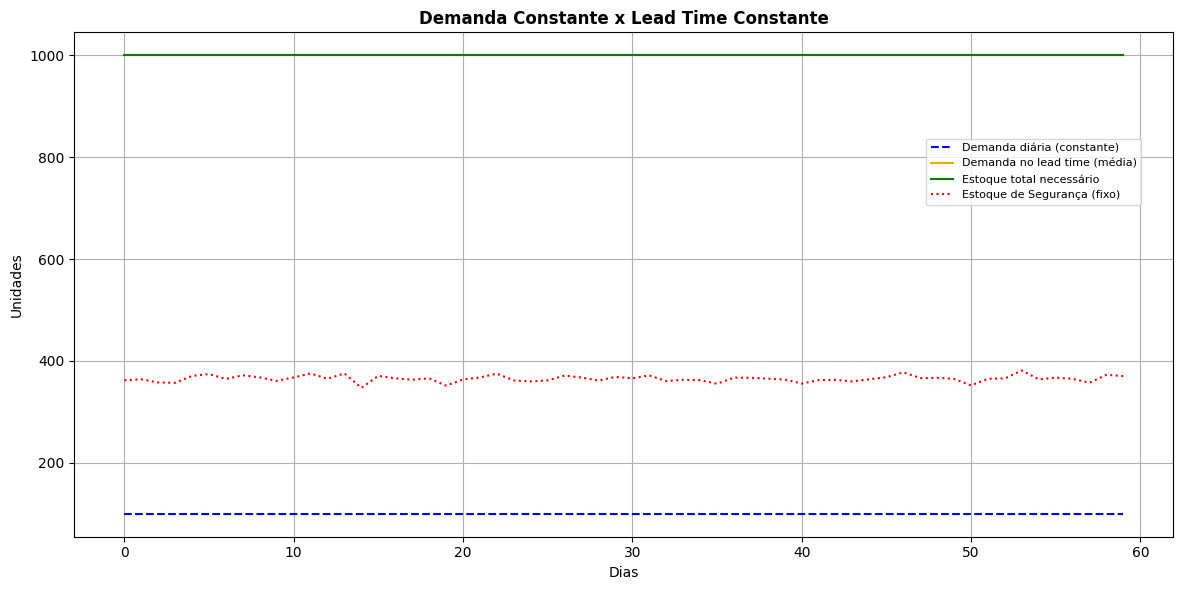 Demanda Constante x Lead Time Constante
Unidades
1000
800
600
400
200
Demanda diária (constante)
Demanda no lead time (média)
Estoque total necessário
Estoque de Segurança (fixo)
0 10 20 30 40 50 60
Dias